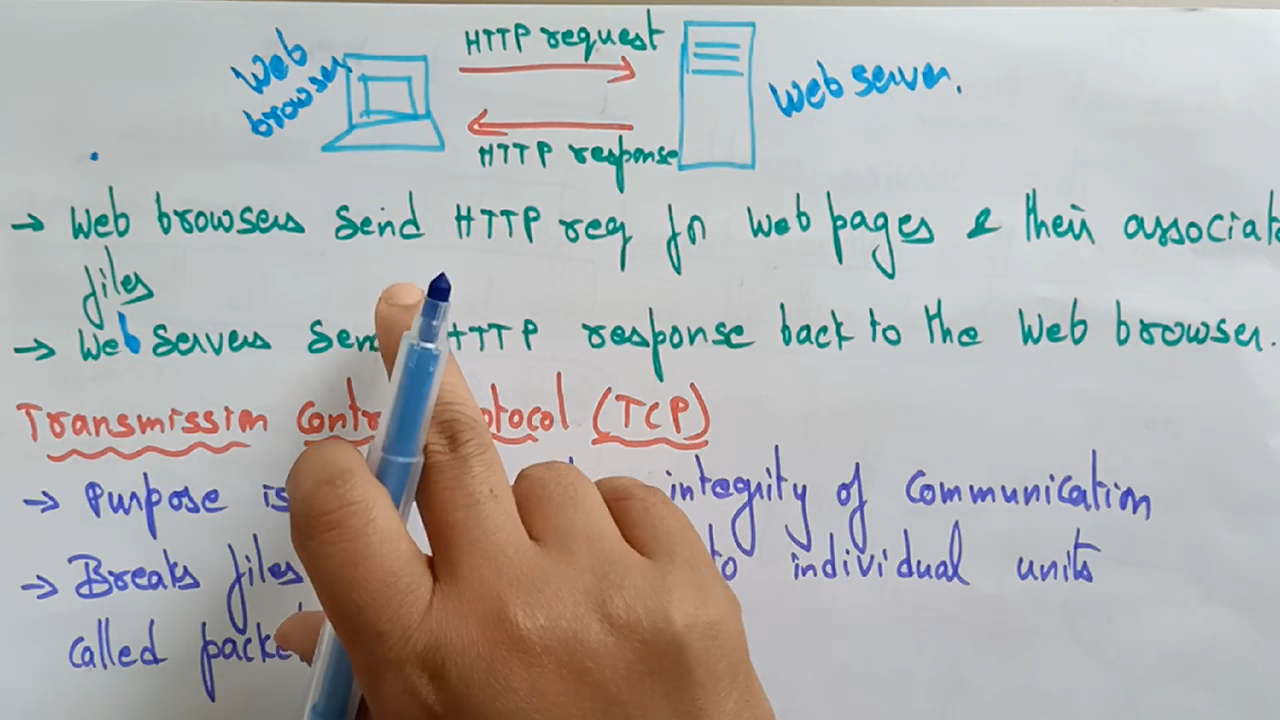 Web browser
HTTP request
HTTP response
Web server.
→ Web browsers send HTTP req for web pages & their associat
files
→ Web servers Send HTTP response back to the web browser.
Transmission (TCP)
→ Purpose is integrity of Communication
→ Breaks files individual units
called